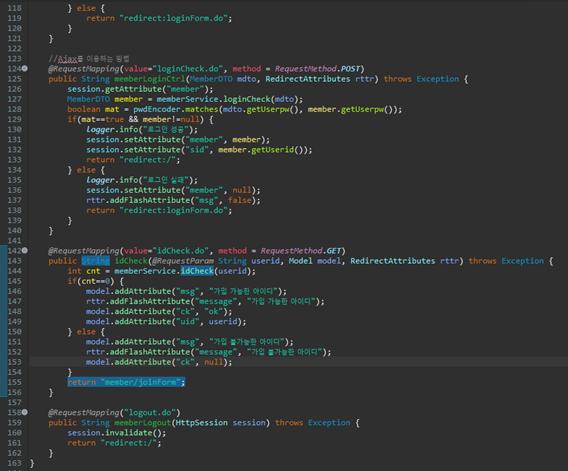 118 } else {
119 return "redirect:loginForm.do";
120 }
121 }
122
123 //Ajax를 이용하는 방법
124 @RequestMapping(value="loginCheck.do", method = RequestMethod.POST)
125 public String memberLoginCtrl(MemberDTO mdto, RedirectAttributes rttr) throws Exception {
126 session.getAttribute("member");
127 MemberDTO member = memberService.loginCheck(mdto);
128 boolean mat = pwdEncoder.matches(mdto.getUserpw(), member.getUserpw());
129 if(mat==true && member!=null) {
130 logger.info("로그인 성공");
131 session.setAttribute("member", member);
132 session.setAttribute("sid", member.getUserid());
133 return "redirect:/";
134 } else {
135 logger.info("로그인 실패");
136 session.setAttribute("member", null);
137 rttr.addFlashAttribute("msg", false);
138 return "redirect:loginForm.do";
139 }
140 }
141
142 @RequestMapping(value="idCheck.do", method = RequestMethod.GET)
143 public String idCheck(@RequestParam String userid, Model model, RedirectAttributes rttr) throws Exception {
144 int cnt = memberService.idCheck(userid);
145 if(cnt==0) {
146 model.addAttribute("msg", "가입 가능한 아이디");
147 rttr.addFlashAttribute("message", "가입 가능한 아이디");
148 model.addAttribute("ck", "ok");
149 model.addAttribute("uid", userid);
150 } else {
151 model.addAttribute("msg", "가입 불가능한 아이디");
152 rttr.addFlashAttribute("message", "가입 불가능한 아이디");
153 model.addAttribute("ck", null);
154 }
155 return "member/joinForm";
156 }
157
158 @RequestMapping("logout.do")
159 public String memberLogout(HttpSession session) throws Exception {
160 session.invalidate();
161 return "redirect:/";
162 }
163 }